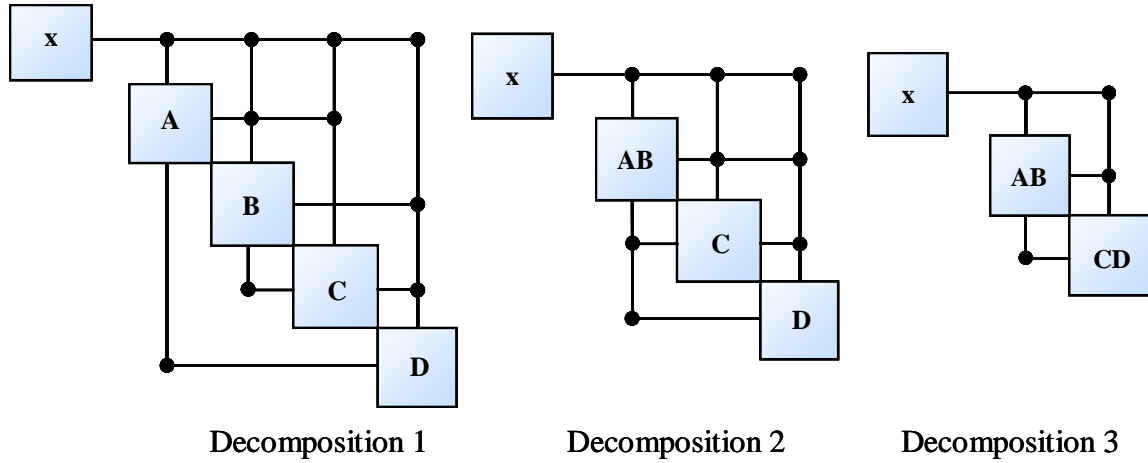 x
A
B
C
D
Decomposition 1
x
AB
C
D
Decomposition 2
x
AB
CD
Decomposition 3